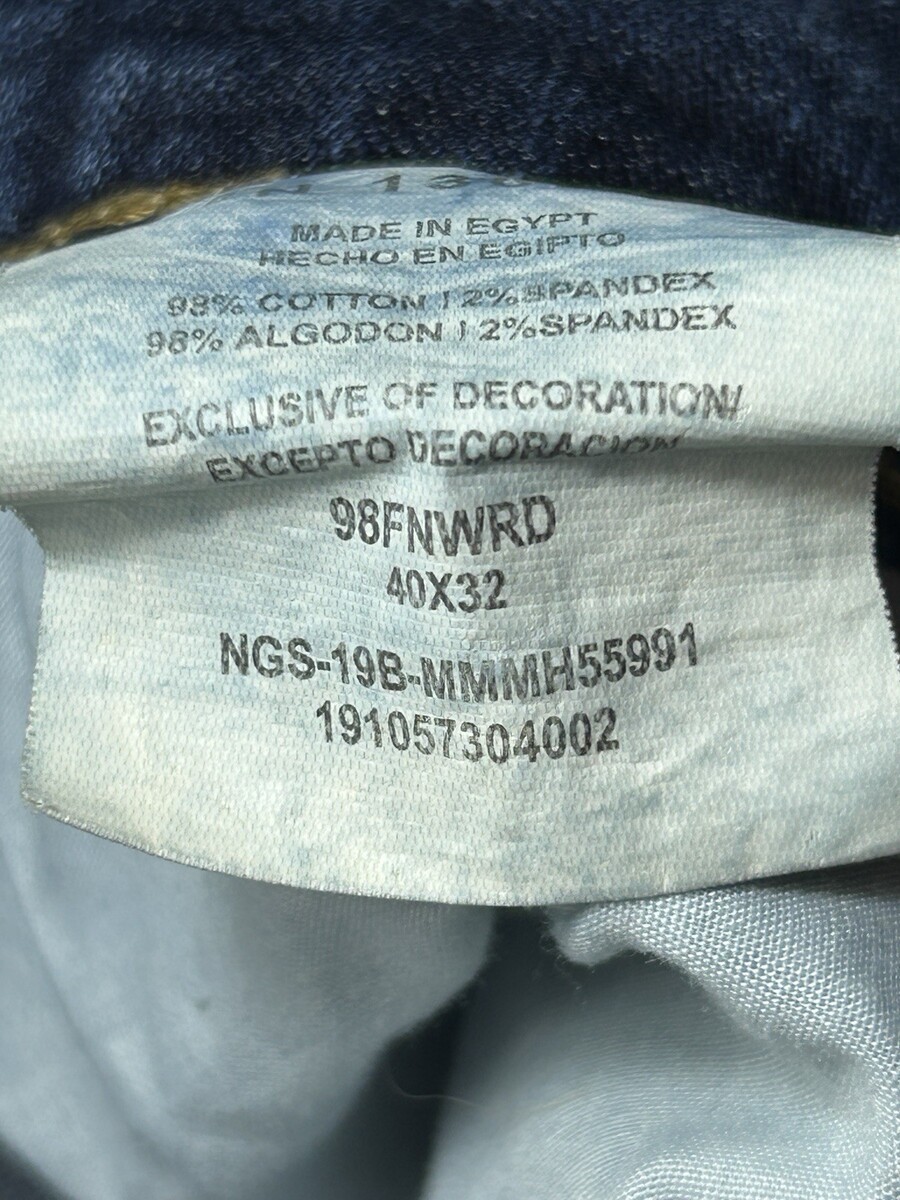 MADE IN EGYPT
HECHO EN EGIPTO
98% COTTON | 2%SPANDEX
98% ALGODON | 2%SPANDEX
EXCLUSIVE OF DECORATION/
EXCEPTO DECORACION
98FNWRD
40X32
NGS-19B-MMMMH55991
191057304002